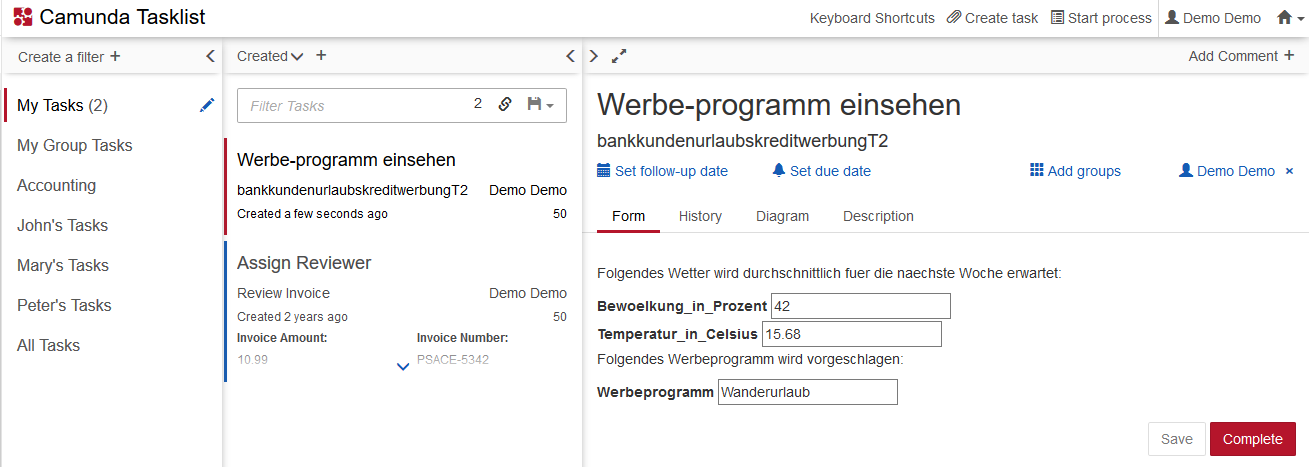 Camunda Tasklist
Keyboard Shortcuts Create task Start process Demo Demo
Create a filter +
My Tasks (2)
My Group Tasks
Accounting
John's Tasks
Mary's Tasks
Peter's Tasks
All Tasks
Created +
Filter Tasks 2
Werbe-programm einsehen
bankkundenurlaubskreditwerbungT2 Demo Demo
Created a few seconds ago 50
Assign Reviewer
Review Invoice Demo Demo
Created 2 years ago 50
Invoice Amount: Invoice Number:
10.99 PSACE-5342
Add Comment +
Werbe-programm einsehen
bankkundenurlaubskreditwerbungT2
Set follow-up date Set due date Add groups Demo Demo ×
Form History Diagram Description
Folgendes Wetter wird durchschnittlich fuer die naechste Woche erwartet:
Bewoelkung_in_Prozent 42
Temperatur_in_Celsius 15.68
Folgendes Werbeprogramm wird vorgeschlagen:
Werbeprogramm Wanderurlaub
Save Complete